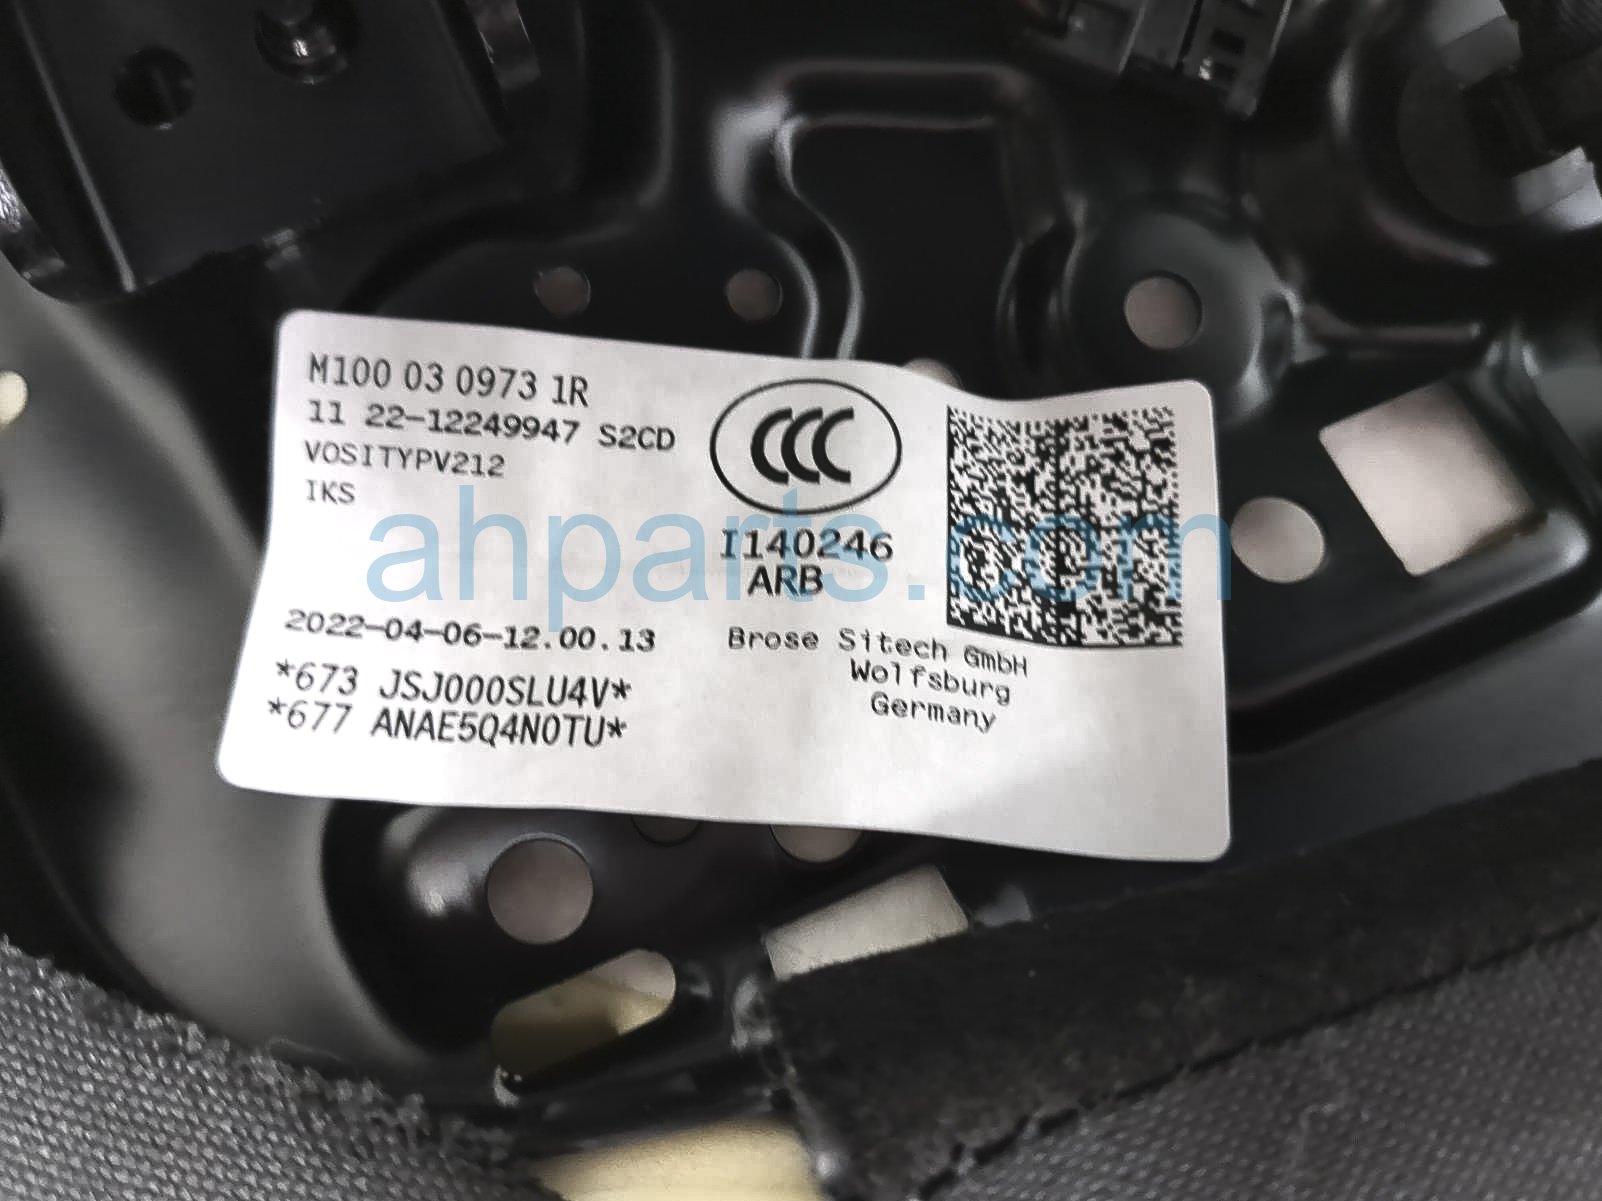 M100 03 0973 1R
11 22-12249947 S2CD
VOSITYPV212
IKS
CCC
I140246
ARB
ahparts.com
2022-04-06-12.00.13
*673 JSJ000SLU4V*
*677 ANAE5Q4N0TU*
Brose Sitech GmbH
Wolfsburg
Germany